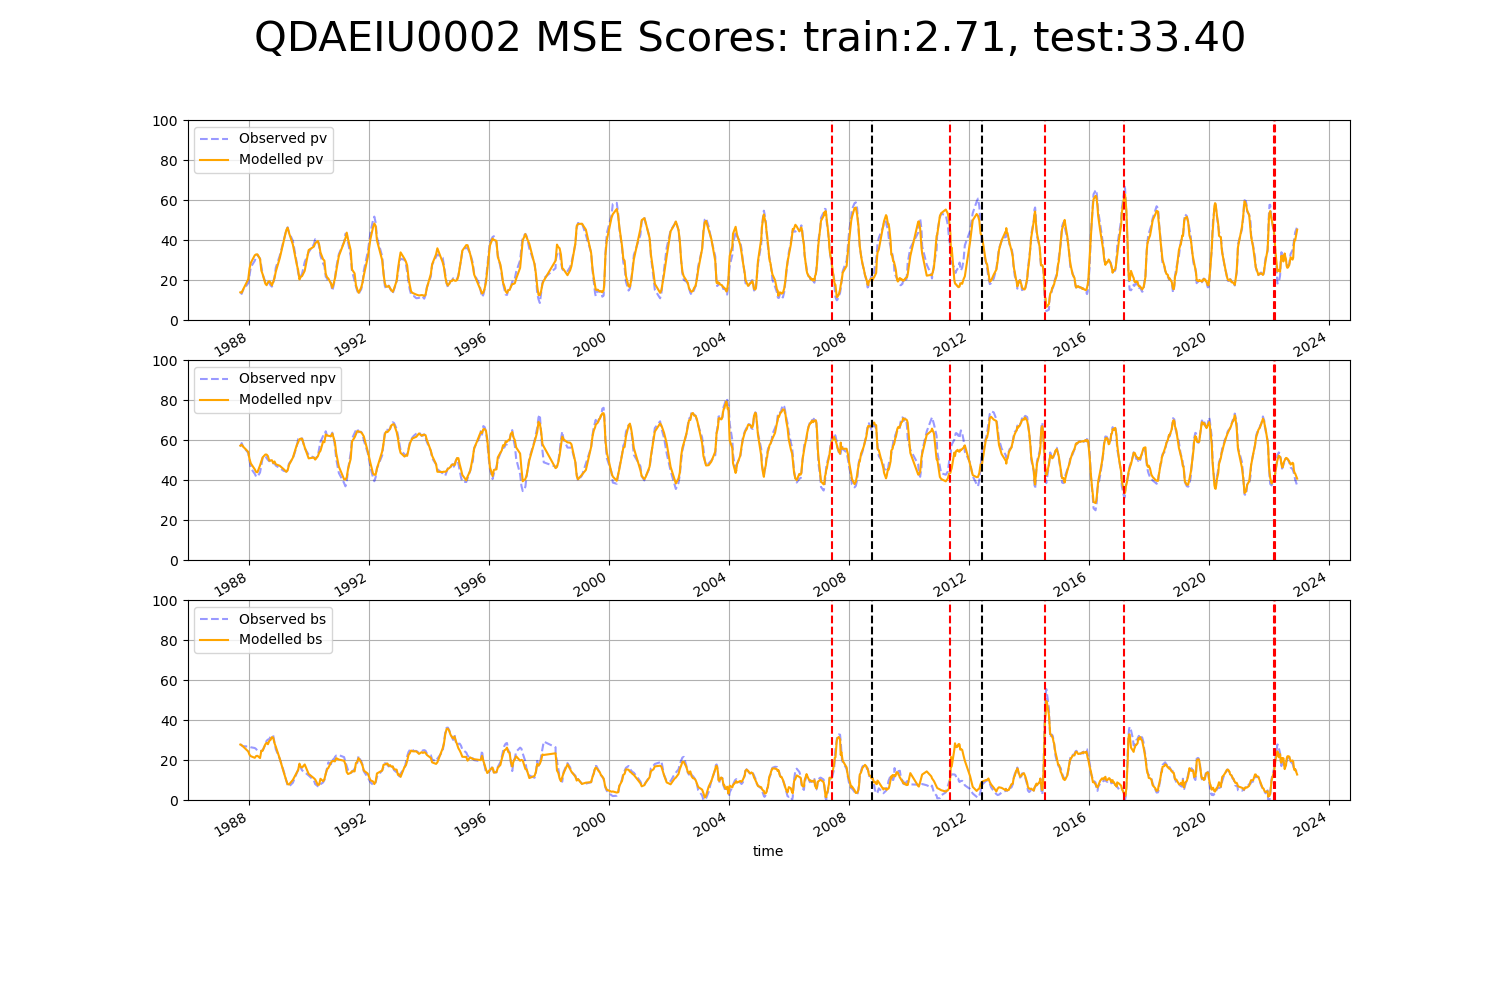 QDAEIU0002 MSE Scores: train:2.71, test:33.40
100
80
60
40
20
0
Observed pv
Modelled pv
1988 1992 1996 2000 2004 2008 2012 2016 2020 2024
100
80
60
40
20
0
Observed npv
Modelled npv
1988 1992 1996 2000 2004 2008 2012 2016 2020 2024
100
80
60
40
20
0
Observed bs
Modelled bs
1988 1992 1996 2000 2004 2008 2012 2016 2020 2024
time